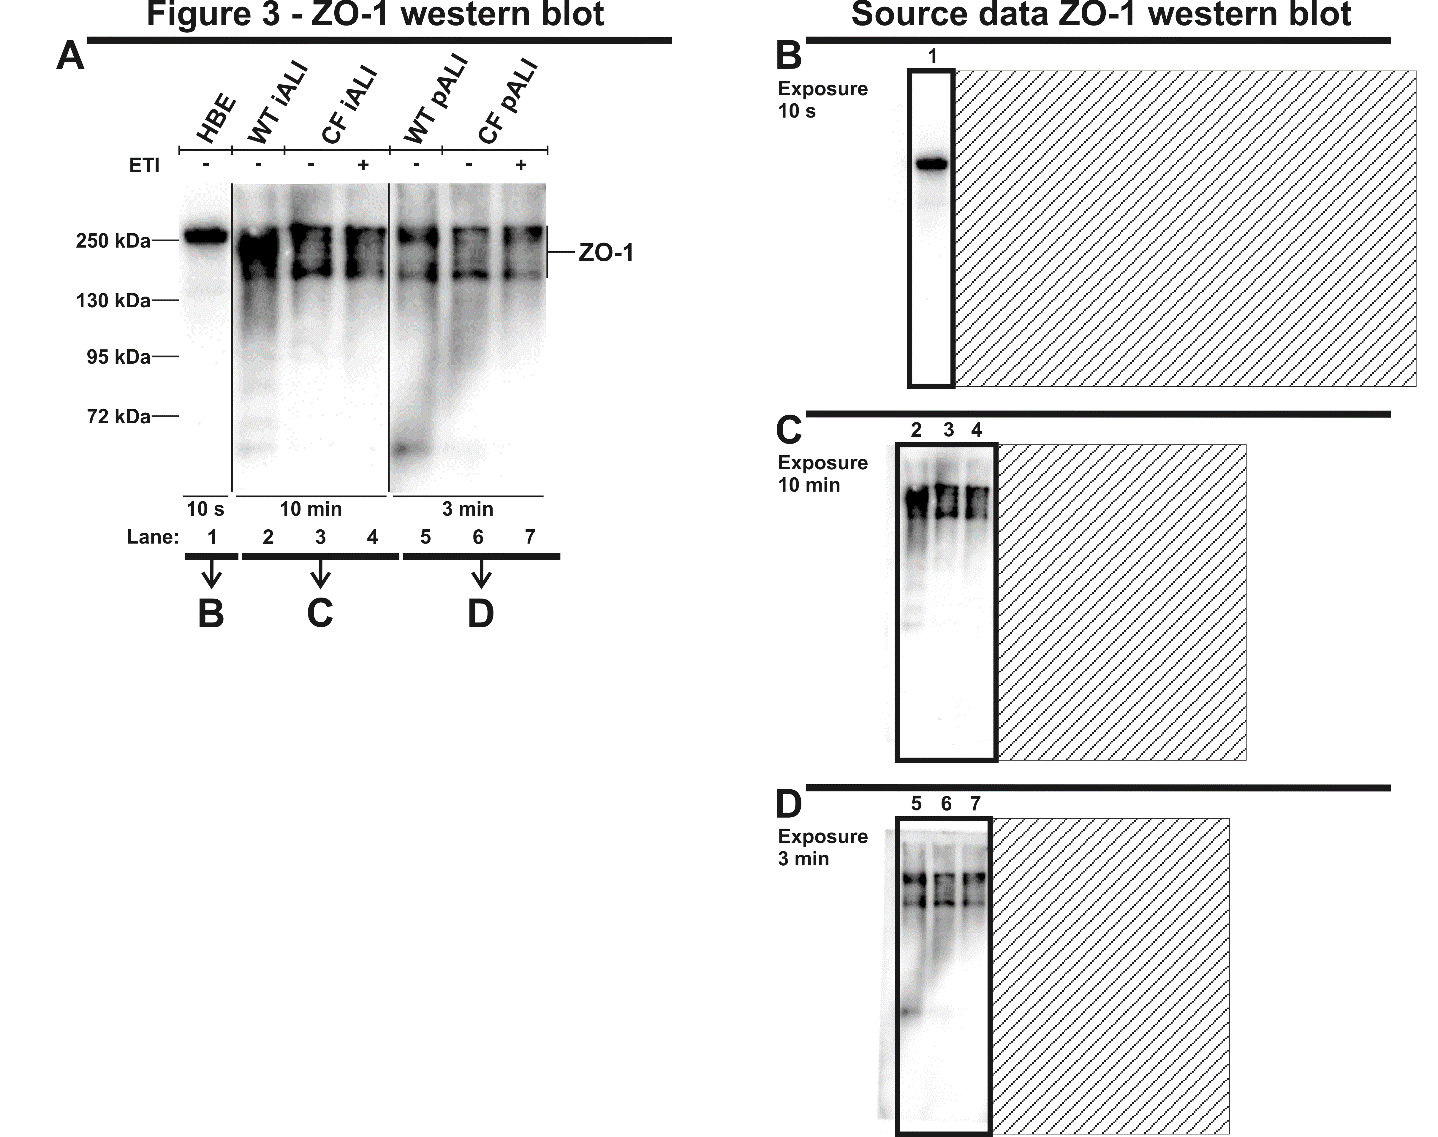 Figure 3 - ZO-1 western blot
A
HBE
WT iALI
CF iALI
WT pALI
CF pALI
ETI - - - + - - +
250 kDa
130 kDa
95 kDa
72 kDa
ZO-1
10 s 10 min 3 min
Lane: 1 2 3 4 5 6 7
B C D
Source data ZO-1 western blot
B
1
Exposure
10 s
C
2 3 4
Exposure
10 min
D
5 6 7
Exposure
3 min